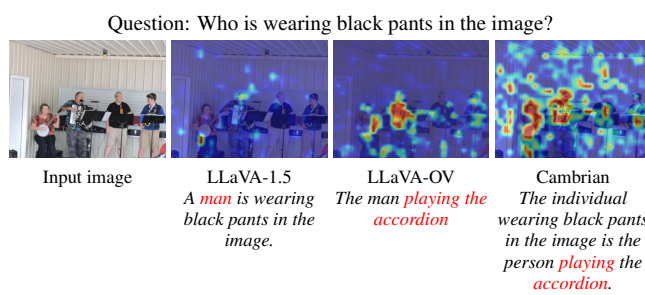 Question: Who is wearing black pants in the image?
Input image
LLaVA-1.5
A man is wearing
black pants in the
image.
LLaVA-OV
The man playing the
accordion
Cambrian
The individual
wearing black pants
in the image is the
person playing the
accordion.